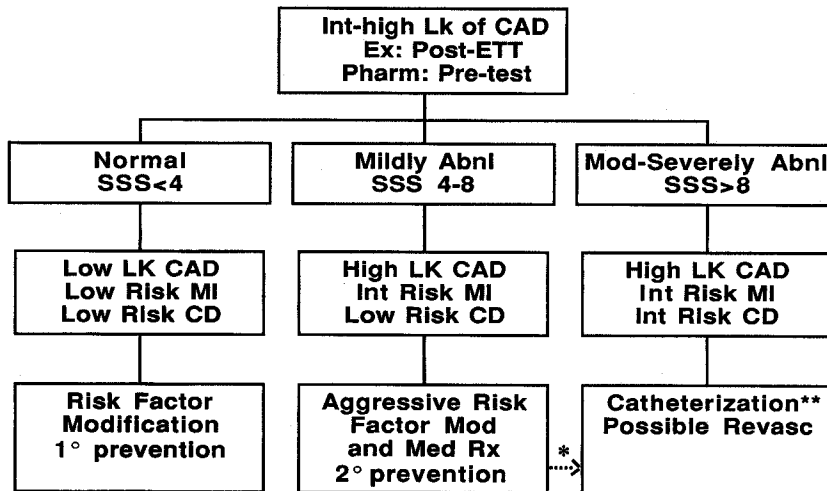 Int-high Lk of CAD
Ex: Post-ETT
Pharm: Pre-test
Normal
SSS<4
Mildly Abnl
SSS 4-8
Mod-Severely Abnl
SSS>8
Low LK CAD
Low Risk MI
Low Risk CD
High LK CAD
Int Risk MI
Low Risk CD
High LK CAD
Int Risk MI
Int Risk CD
Risk Factor
Modification
1° prevention
Aggressive Risk
Factor Mod
and Med Rx
2° prevention
*
Catheterization**
Possible Revasc